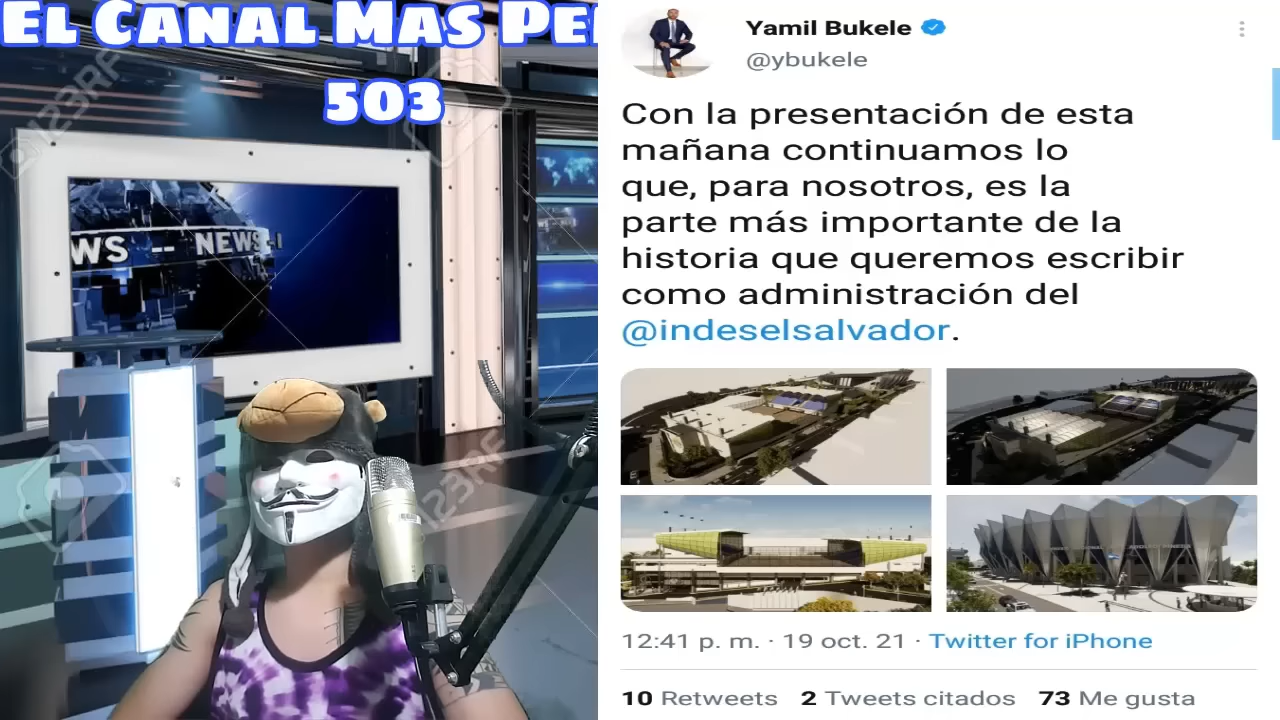 El Canal Mas Pe
503
WS -- NEWS -
123RF
123RF
Yamil Bukele
@ybukele
Con la presentación de esta
mañana continuamos lo
que, para nosotros, es la
parte más importante de la
historia que queremos escribir
como administración del
@indeselsalvador.
12:41 p. m. · 19 oct. 21 · Twitter for iPhone
10 Retweets 2 Tweets citados 73 Me gusta